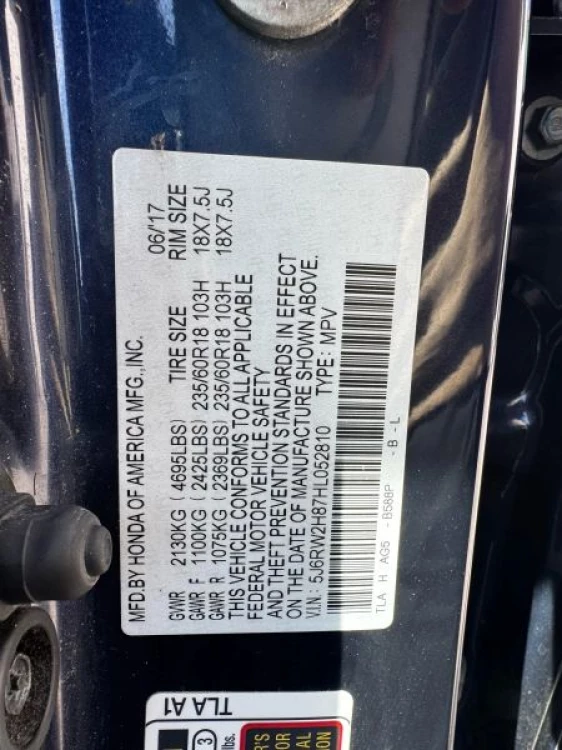 MFD.BY HONDA OF AMERICA MFG.,INC. 06/'17
GVWR 2130KG ( 4695LBS) TIRE SIZE RIM SIZE
GAWR F 1100KG ( 2425LBS) 235/60R18 103H 18X7.5J
GAWR R 1075KG ( 2369LBS) 235/60R18 103H 18X7.5J
THIS VEHICLE CONFORMS TO ALL APPLICABLE
FEDERAL MOTOR VEHICLE SAFETY
AND THEFT PREVENTION STANDARDS IN EFFECT
ON THE DATE OF MANUFACTURE SHOWN ABOVE.
V.I.N.: 5J6RW2H87HL052810 TYPE: MPV
TLA H AG5 - B588P - B - L
TLA A1
3
lbs.